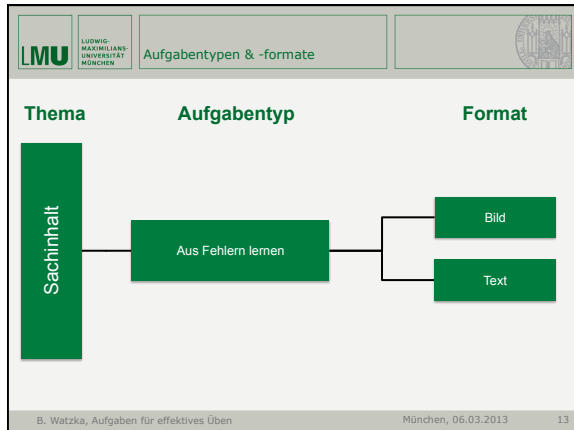 LMU
LUDWIG-
MAXIMILIANS-
UNIVERSITÄT
MÜNCHEN
Aufgabentypen & -formate
Thema Aufgabentyp Format
Sachinhalt
Aus Fehlern lernen
Bild
Text
B. Watzka, Aufgaben für effektives Üben München, 06.03.2013 13